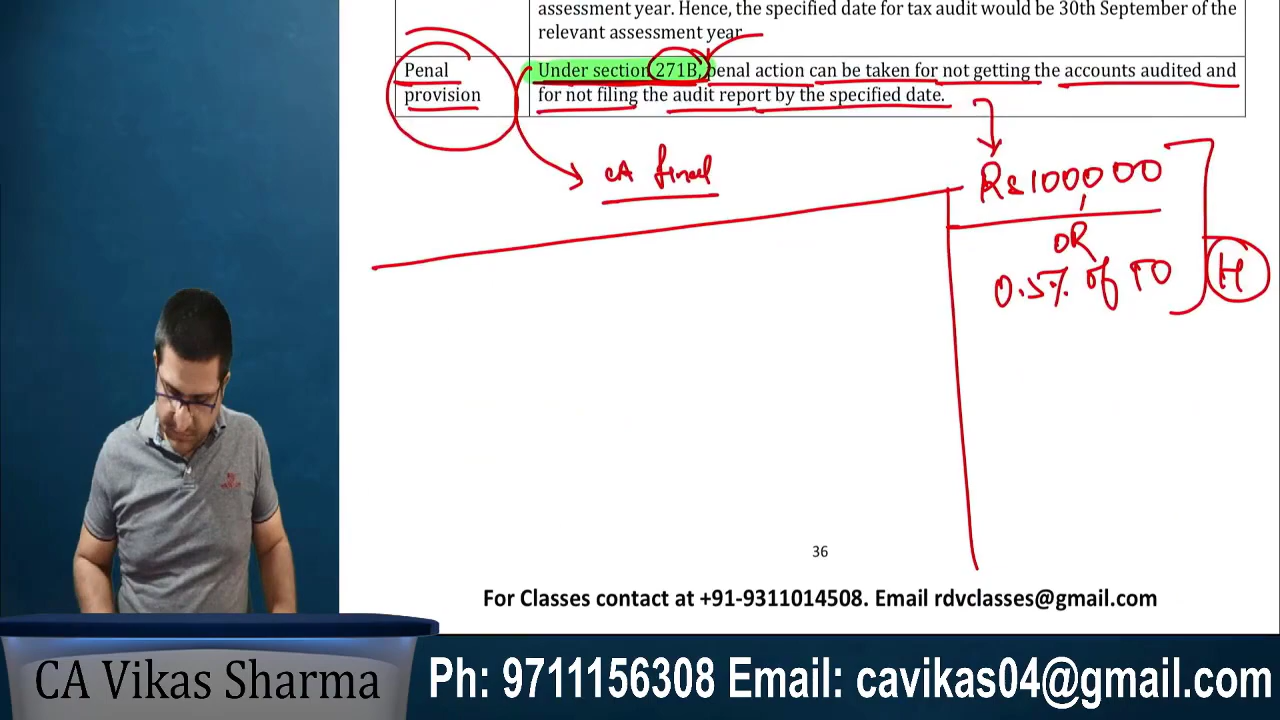 assessment year. Hence, the specified date for tax audit would be 30th September of the
relevant assessment year
Penal provision
Under section 271B, penal action can be taken for not getting the accounts audited and
for not filing the audit report by the specified date.
CA final
Rs 100000
OR
0.5% of TO
H
36
For Classes contact at +91-9311014508. Email rdvclasses@gmail.com
CA Vikas Sharma
Ph: 9711156308 Email: cavikas04@gmail.com